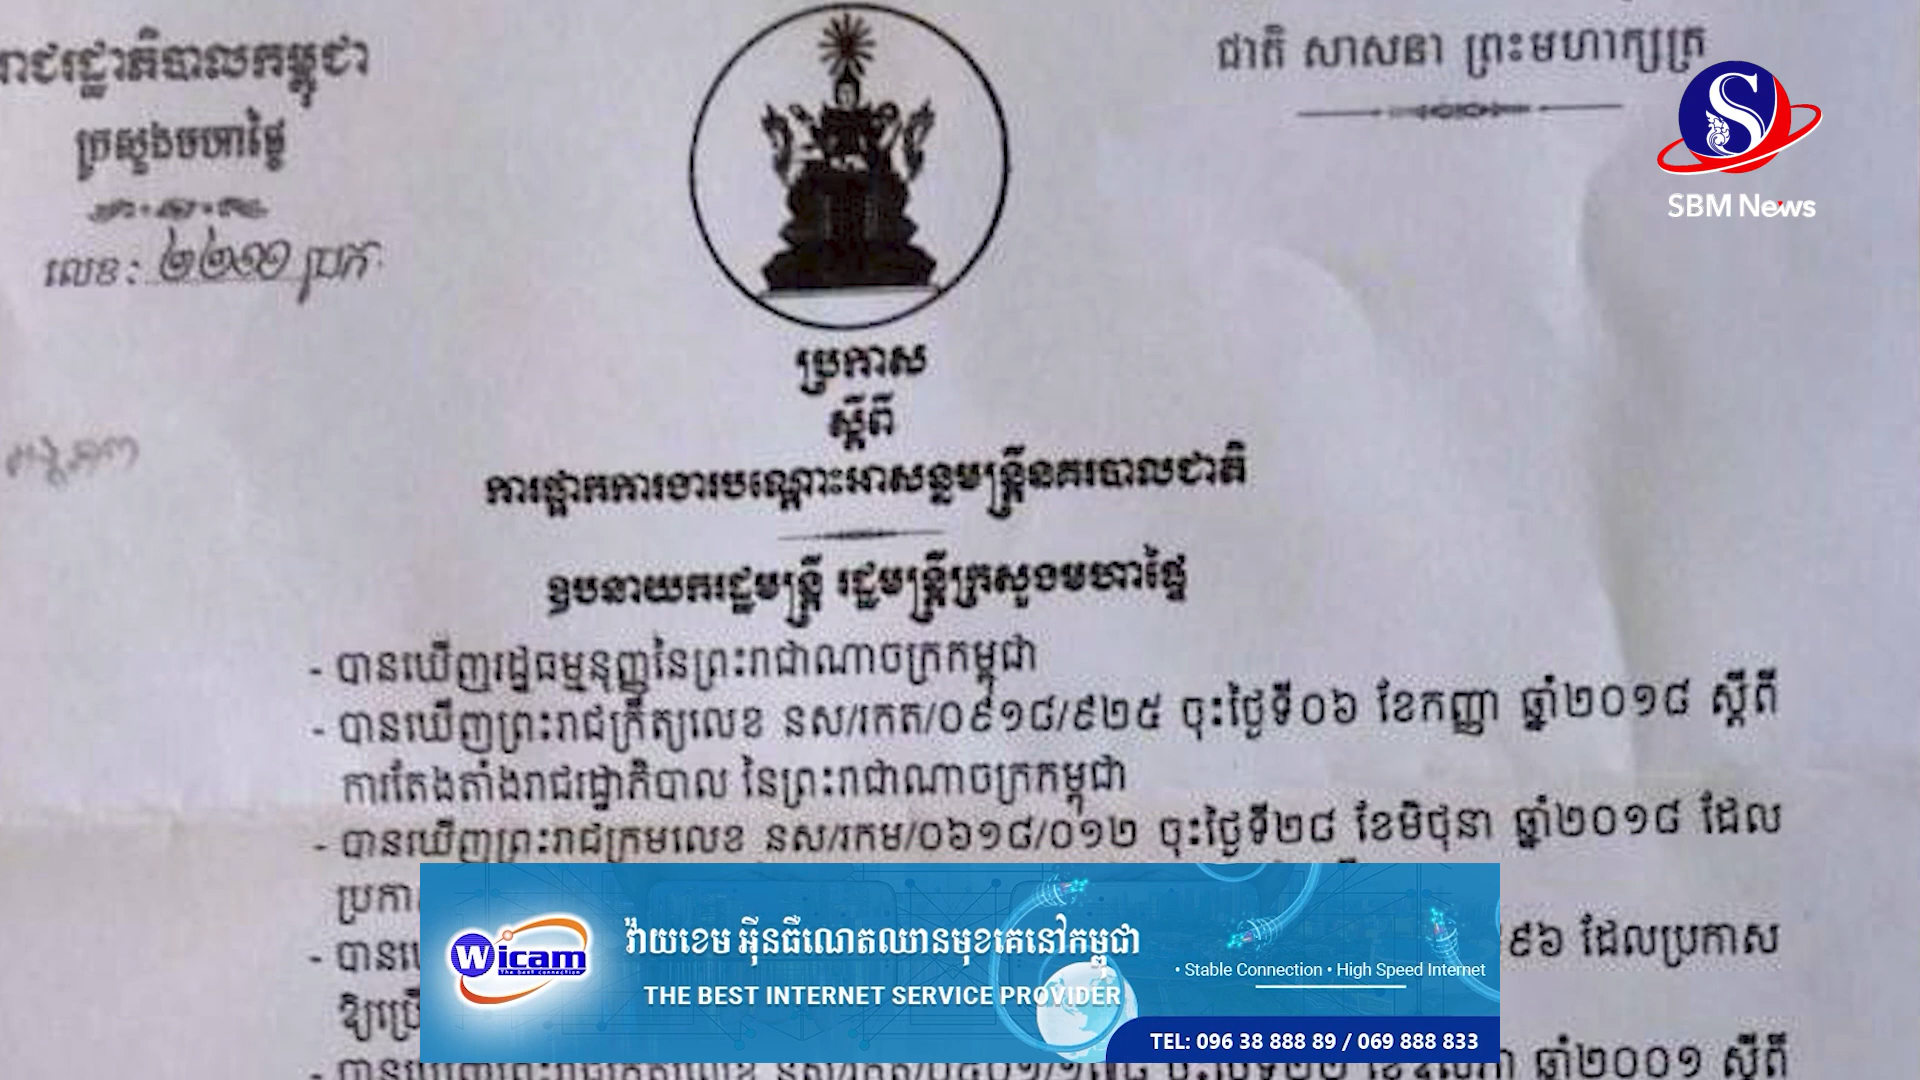 រាជរដ្ឋាភិបាលកម្ពុជា
ក្រសួងមហាផ្ទៃ
លេខ: ប្រក
ជាតិ សាសនា ព្រះមហាក្សត្រ
SBM News
ប្រកាស
ស្តីពី
ការផ្អាកការងារបណ្តោះអាសន្នមន្ត្រីនគរបាលជាតិ
ឧបនាយករដ្ឋមន្ត្រី រដ្ឋមន្ត្រីក្រសួងមហាផ្ទៃ
- បានឃើញរដ្ឋធម្មនុញ្ញនៃព្រះរាជាណាចក្រកម្ពុជា
- បានឃើញព្រះរាជក្រឹត្យលេខ នស/រកត/០៩១៨/៩២៥ ចុះថ្ងៃទី០៦ ខែកញ្ញា ឆ្នាំ២០១៨ ស្តីពី
ការតែងតាំងរាជរដ្ឋាភិបាល នៃព្រះរាជាណាចក្រកម្ពុជា
- បានឃើញព្រះរាជក្រមលេខ នស/រកម/០៦១៨/០១២ ចុះថ្ងៃទី២៨ ខែមិថុនា ឆ្នាំ២០១៨ ដែល
៩៦ ដែលប្រកាស
ឆ្នាំ២០០១ ស្តីពី
Wicam
The best connection
វ៉ាយខេម អ៊ីនធឺណេតឈានមុខគេនៅកម្ពុជា
THE BEST INTERNET SERVICE PROVIDER
• Stable Connection • High Speed Internet
TEL: 096 38 888 89 / 069 888 833